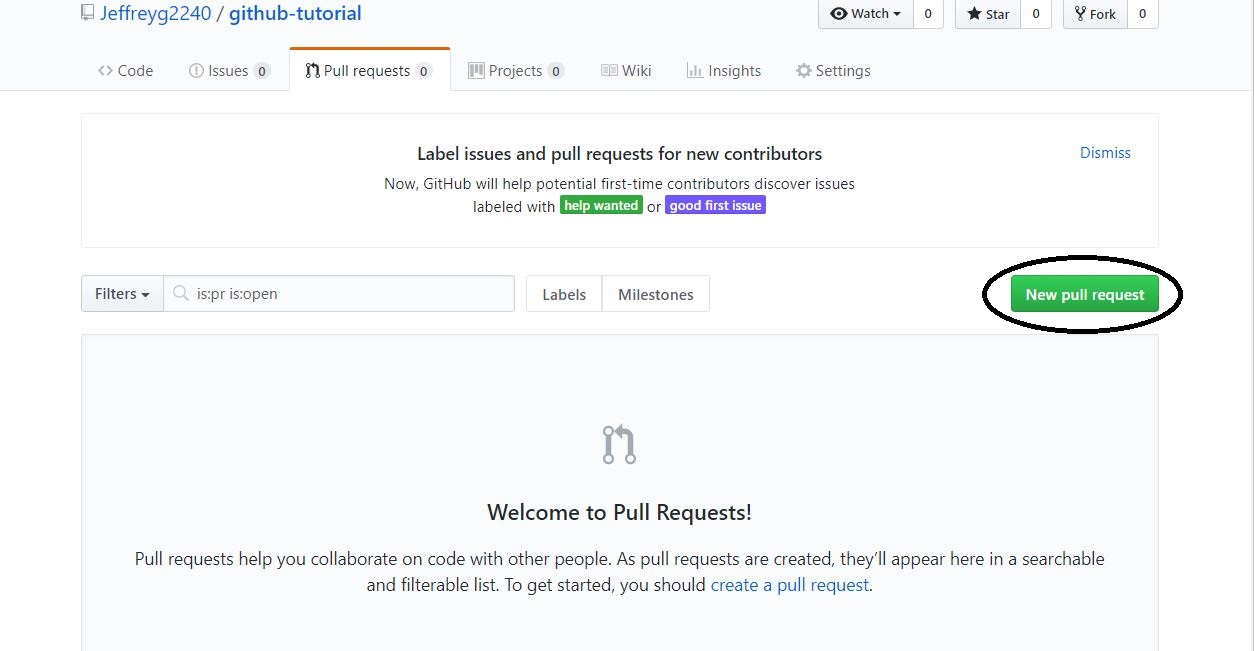 Jeffreyg2240 / github-tutorial
Watch 0 Star 0 Fork 0
Code Issues 0 Pull requests 0 Projects 0 Wiki Insights Settings
Label issues and pull requests for new contributors
Dismiss
Now, GitHub will help potential first-time contributors discover issues
labeled with help wanted or good first issue
Filters is:pr is:open Labels Milestones New pull request
Welcome to Pull Requests!
Pull requests help you collaborate on code with other people. As pull requests are created, they’ll appear here in a searchable
and filterable list. To get started, you should create a pull request.